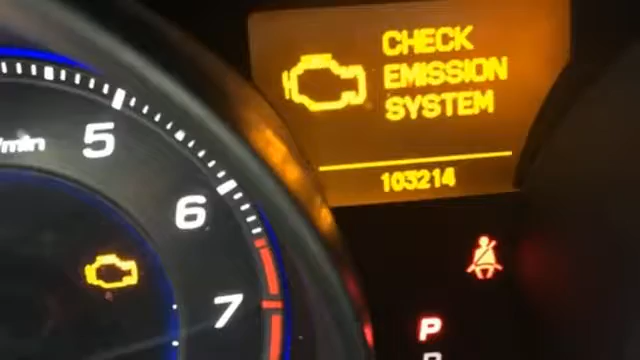 CHECK
EMISSION
SYSTEM
103214
/min
5
6
7
P